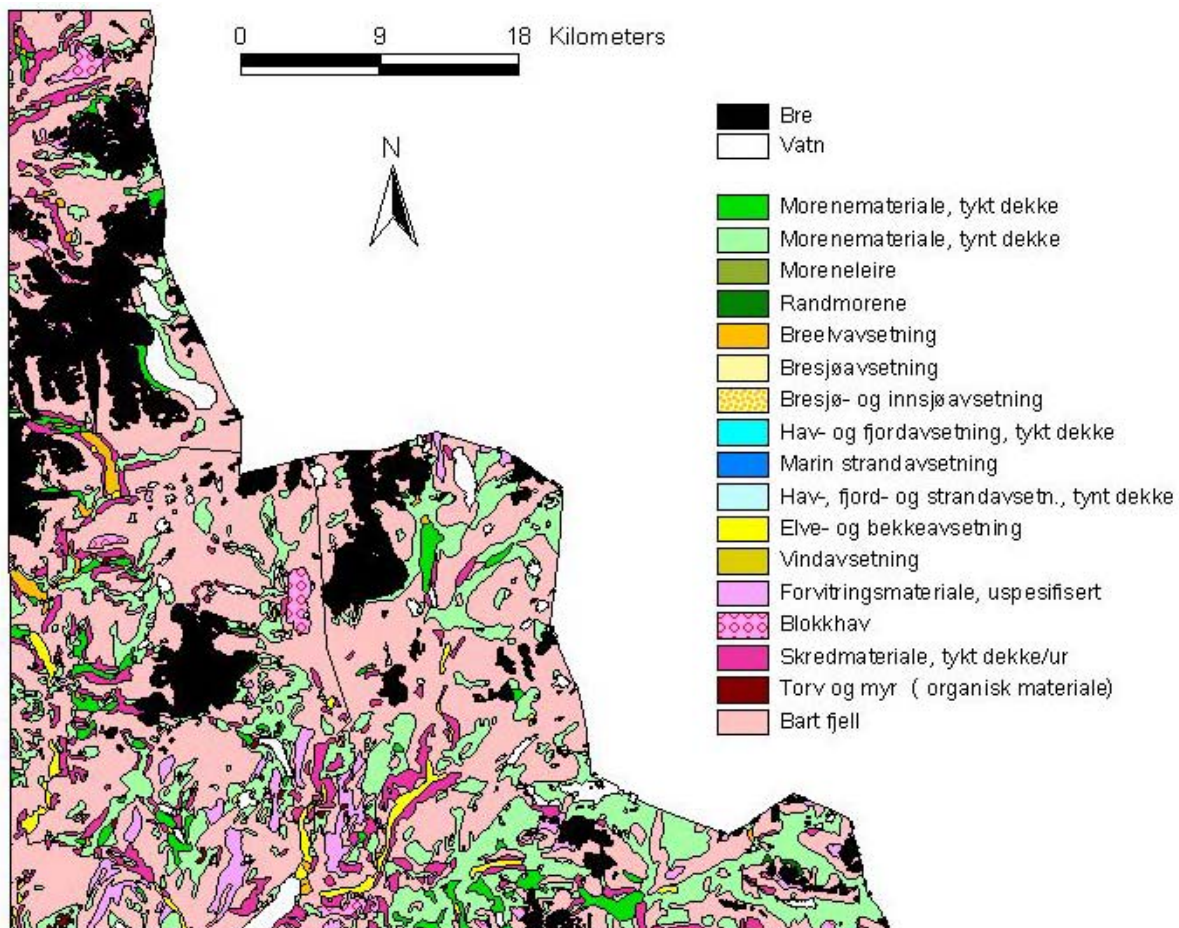 0 9 18 Kilometers
N
Bre
Vatn
Morenemateriale, tykt dekke
Morenemateriale, tynt dekke
Moreneleire
Randmorene
Breelvavsetning
Bresjøavsetning
Bresjø- og innsjøavsetning
Hav- og fjordavsetning, tykt dekke
Marin strandavsetning
Hav-, fjord- og strandavsetn., tynt dekke
Elve- og bekkeavsetning
Vindavsetning
Forvitringsmateriale, uspesifisert
Blokkhav
Skredmateriale, tykt dekke/ur
Torv og myr ( organisk materiale)
Bart fjell